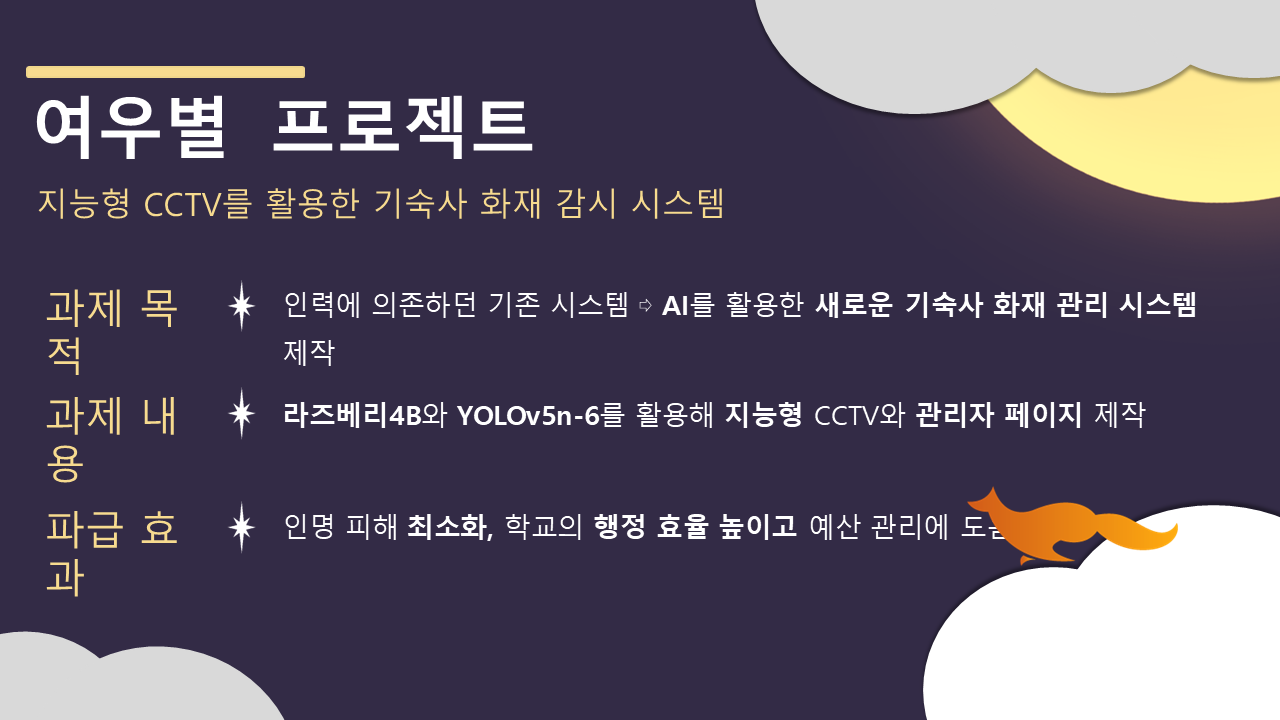 여우별 프로젝트
지능형 CCTV를 활용한 기숙사 화재 감시 시스템
과제 목
적
인력에 의존하던 기존 시스템 ⇨ AI를 활용한 새로운 기숙사 화재 관리 시스템
제작
과제 내
용
라즈베리4B와 YOLOv5n-6를 활용해 지능형 CCTV와 관리자 페이지 제작
파급 효
과
인명 피해 최소화, 학교의 행정 효율 높이고 예산 관리에